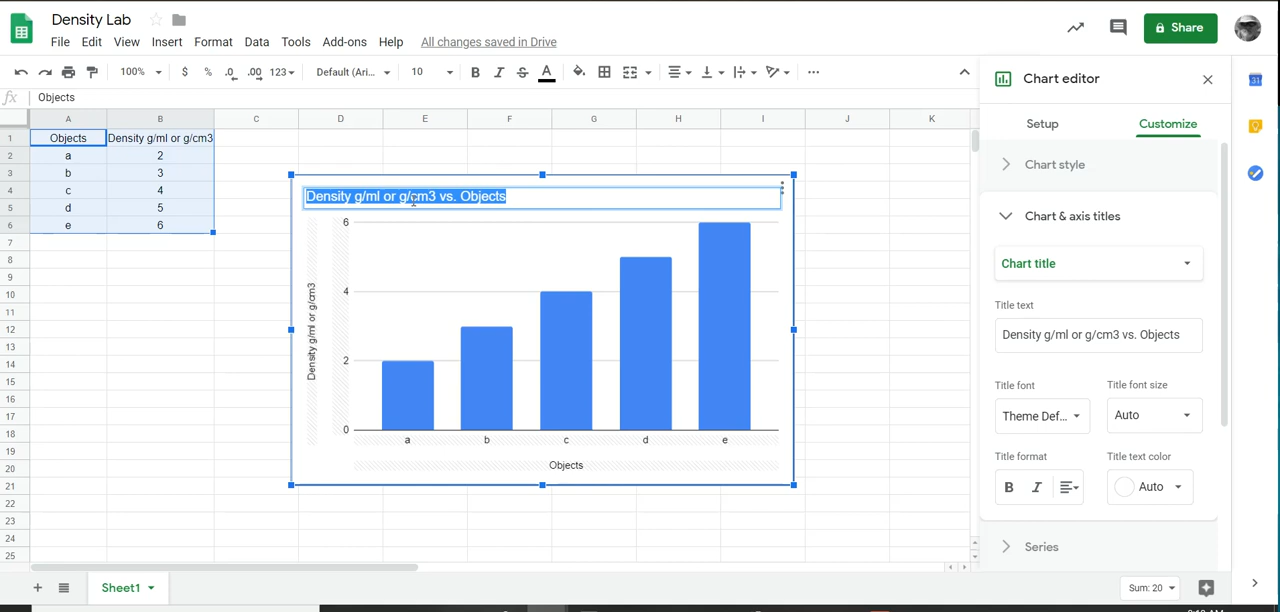 Density Lab
File Edit View Insert Format Data Tools Add-ons Help All changes saved in Drive
Share
100% $ % .0 .00 123 Default (Ari... 10 B I S A
fx Objects
A B C D E F G H I J K
1 Objects Density g/ml or g/cm3
2 a 2
3 b 3
4 c 4
5 d 5
6 e 6
7
8
9
10
11
12
13
14
15
16
17
18
19
20
21
22
23
24
25
Density g/ml or g/cm3 vs. Objects
Density g/ml or g/cm3
6
4
2
0
a b c d e
Objects
Chart editor
Setup Customize
Chart style
Chart & axis titles
Chart title
Title text
Density g/ml or g/cm3 vs. Objects
Title font Title font size
Theme Def... Auto
Title format Title text color
B I Auto
Series
31
Sheet1
Sum: 20